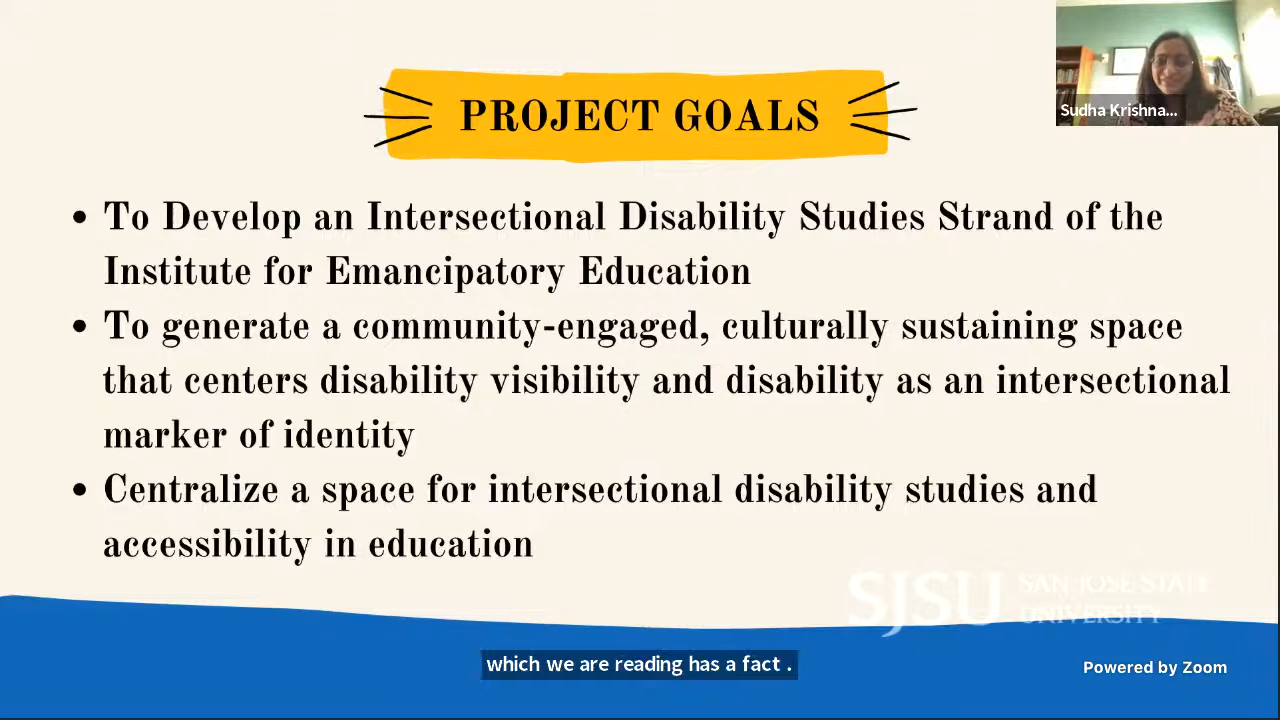 PROJECT GOALS
Sudha Krishna...
• To Develop an Intersectional Disability Studies Strand of the
Institute for Emancipatory Education
• To generate a community-engaged, culturally sustaining space
that centers disability visibility and disability as an intersectional
marker of identity
• Centralize a space for intersectional disability studies and
accessibility in education
SJSU SAN JOSE STATE
UNIVERSITY
which we are reading has a fact .
Powered by Zoom